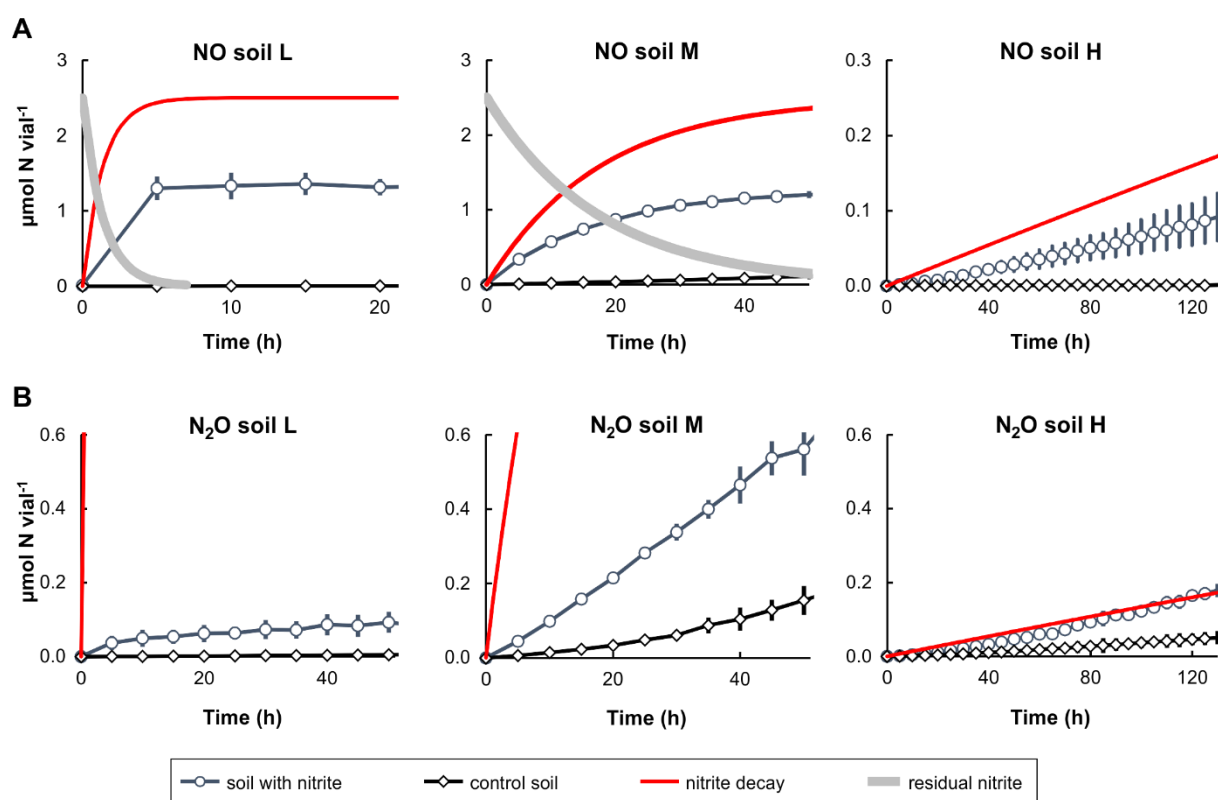 A
NO soil L
NO soil M
NO soil H
µmol N vial-1
3
2
1
0
0
10
20
Time (h)
3
2
1
0
0
20
40
Time (h)
0.3
0.2
0.1
0.0
0
40
80
120
Time (h)
B
N2O soil L
N2O soil M
N2O soil H
µmol N vial-1
0.6
0.4
0.2
0.0
0
20
40
Time (h)
0.6
0.4
0.2
0.0
0
20
40
Time (h)
0.6
0.4
0.2
0.0
0
40
80
120
Time (h)
soil with nitrite
control soil
nitrite decay
residual nitrite